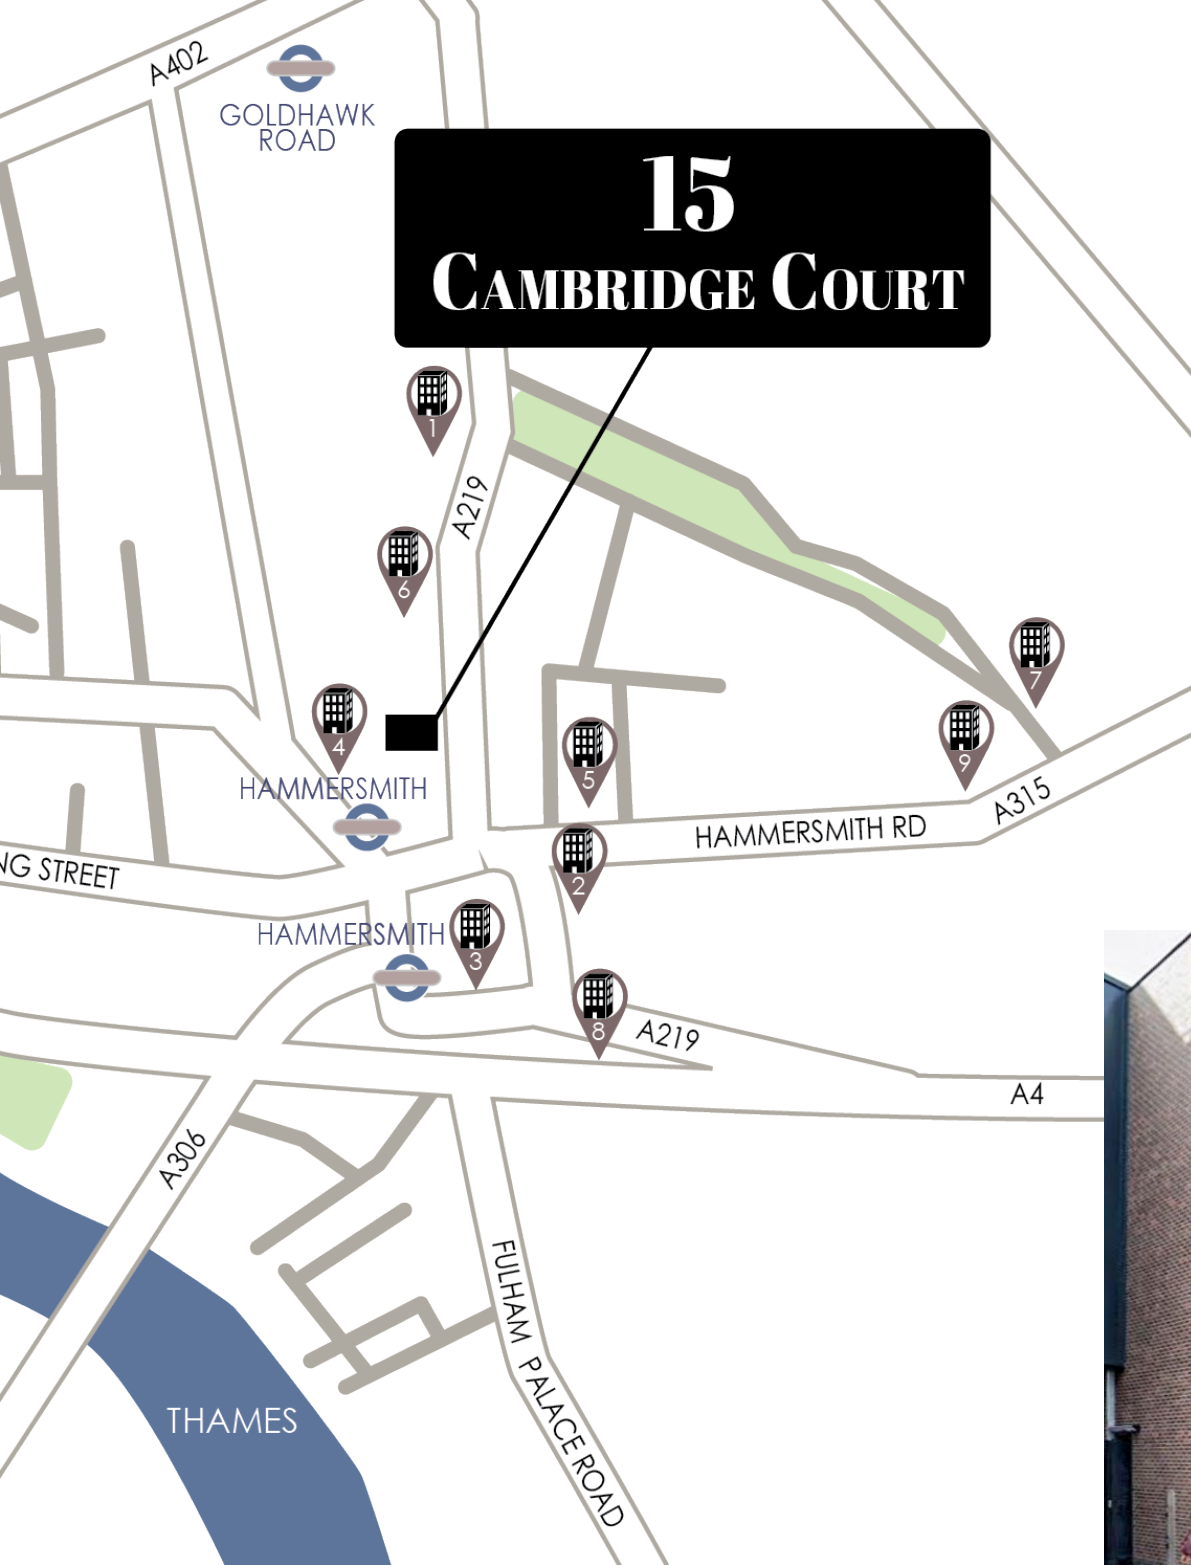 A402
GOLDHAWK
ROAD
15
CAMBRIDGE COURT
1
A219
6
7
4
5
9
HAMMERSMITH
A315
HAMMERSMITH RD
2
NG STREET
HAMMERSMITH
3
8
A219
A4
A306
FULHAM PALACE ROAD
THAMES